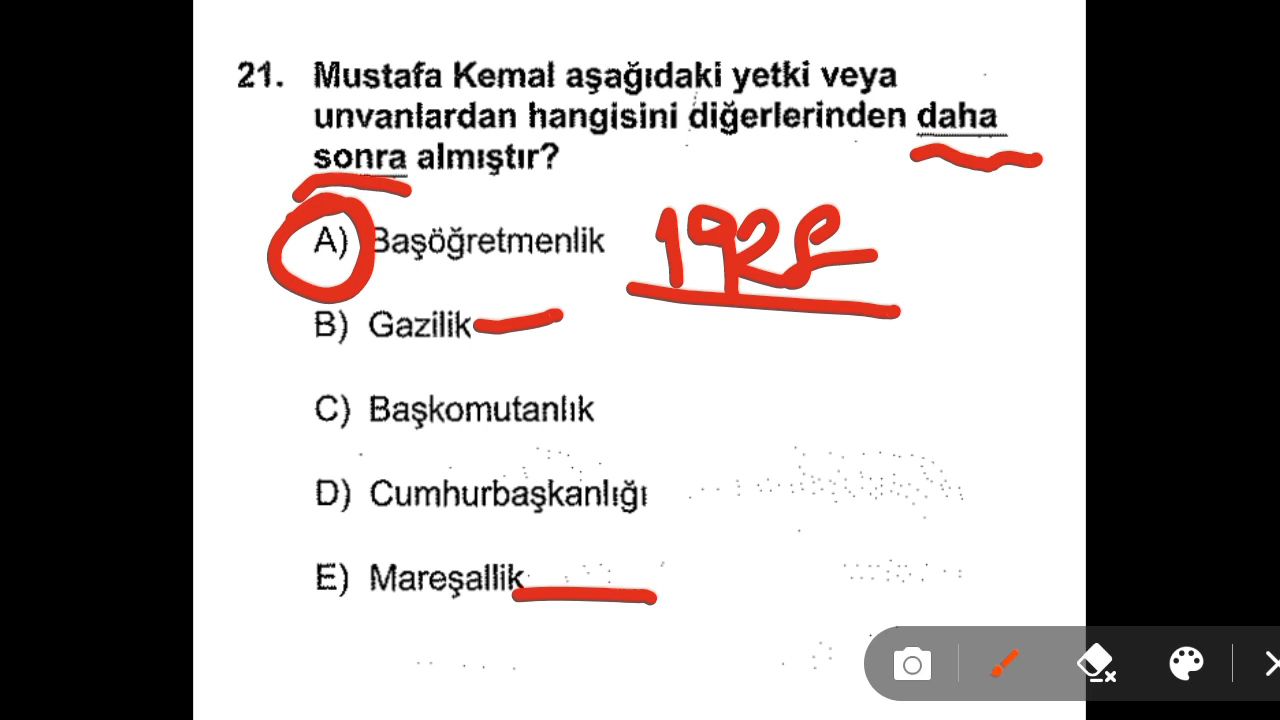 21. Mustafa Kemal aşağıdaki yetki veya
unvanlardan hangisini diğerlerinden daha
sonra almıştır?
A) Başöğretmenlik 1928
B) Gazilik
C) Başkomutanlık
D) Cumhurbaşkanlığı
E) Mareşallik